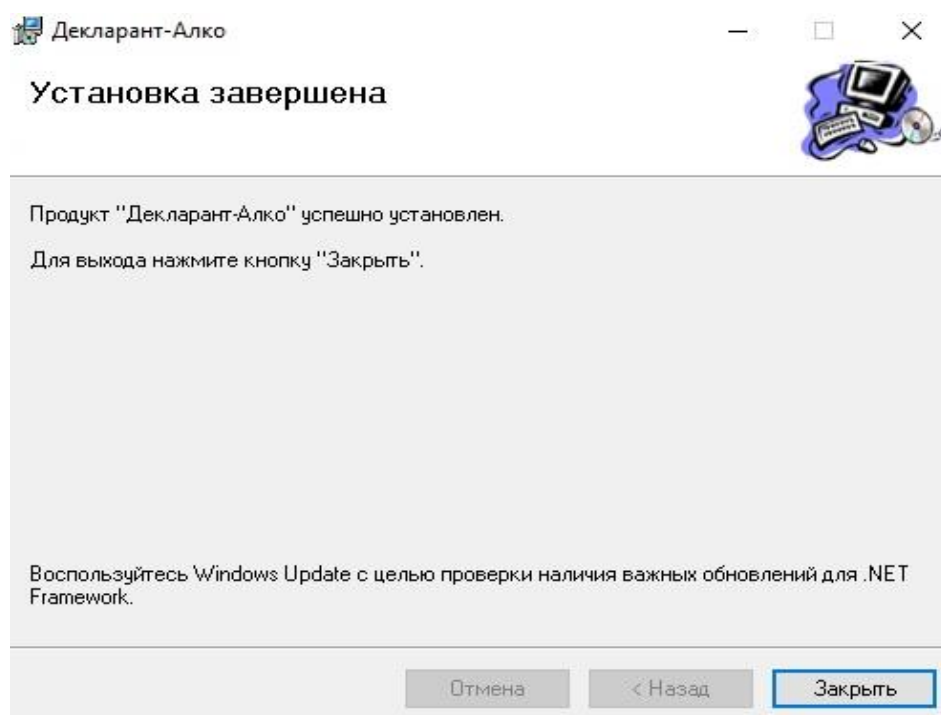 Декларант-Алко
Установка завершена
Продукт "Декларант-Алко" успешно установлен.
Для выхода нажмите кнопку "Закрыть".
Воспользуйтесь Windows Update с целью проверки наличия важных обновлений для .NET
Framework.
Отмена
< Назад
Закрыть